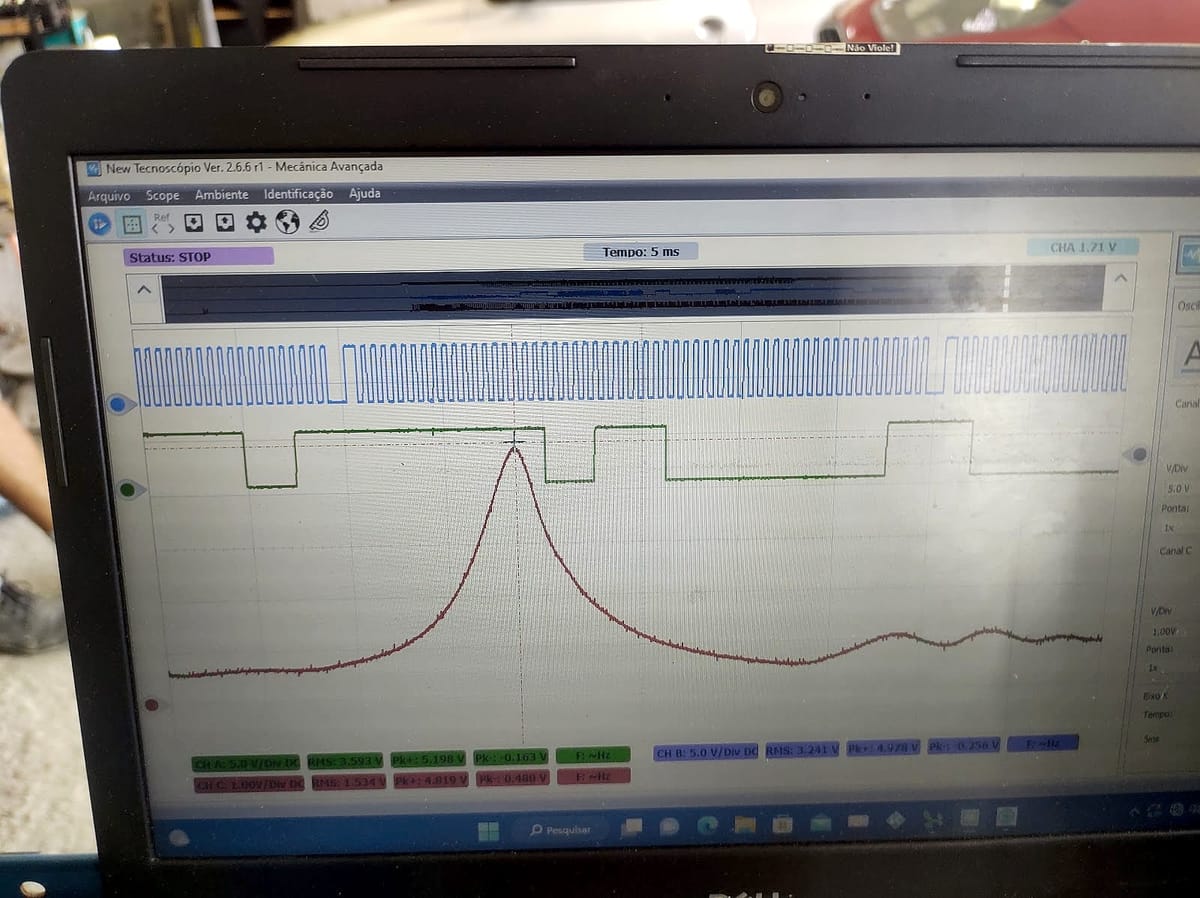 Não Viole!
New Tecnoscópio Ver. 2.6.6 r1 - Mecânica Avançada
Arquivo Scope Ambiente Identificação Ajuda
Ref
Status: STOP
Tempo: 5 ms
CHA 1.71 V
A
Canal
V/Div
5.0 V
Ponta:
1x
Canal C
V/Div
1.00V
Ponta:
1x
Eixo X
Tempo:
5ms
CH A: 5.0 V/Div DC RMS: 3.593 V Pk+: 5.198 V Pk-: -0.163 V F: ~Hz CH B: 5.0 V/Div DC RMS: 3.241 V Pk+: 4.978 V Pk-: -0.256 V F: ~Hz
CH C: 1.00V/Div DC RMS: 1.534 V Pk+: 4.819 V Pk-: 0.480 V F: ~Hz
Pesquisar